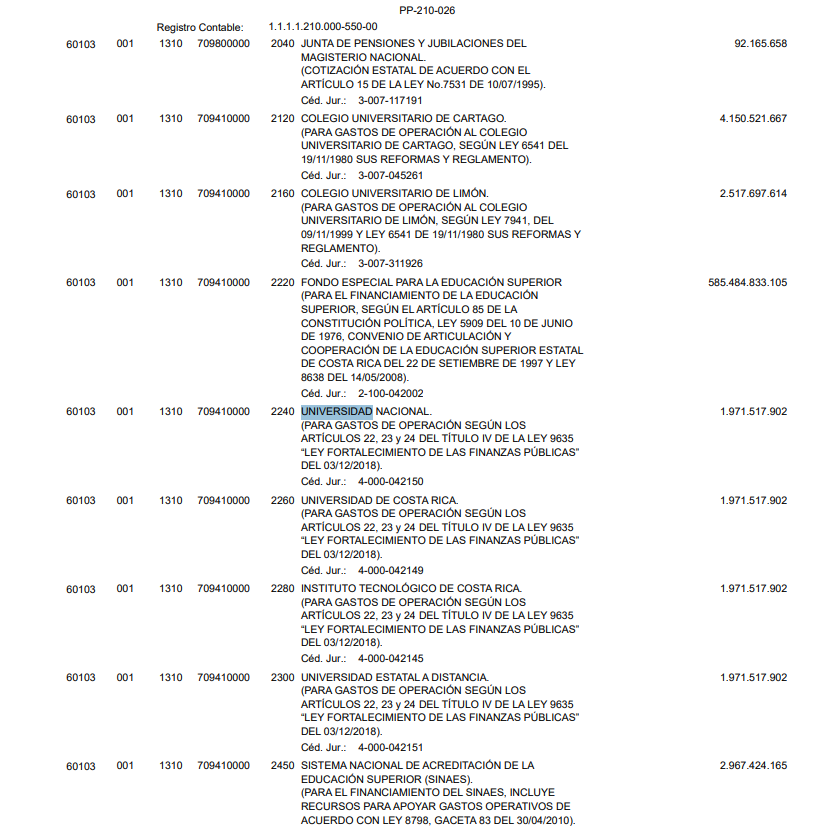 PP-210-026
Registro Contable: 1.1.1.1.210.000-550-00
60103 001 1310 709800000 2040 JUNTA DE PENSIONES Y JUBILACIONES DEL 92.165.658
MAGISTERIO NACIONAL.
(COTIZACIÓN ESTATAL DE ACUERDO CON EL
ARTÍCULO 15 DE LA LEY No.7531 DE 10/07/1995).
Céd. Jur.: 3-007-117191
60103 001 1310 709410000 2120 COLEGIO UNIVERSITARIO DE CARTAGO. 4.150.521.667
(PARA GASTOS DE OPERACIÓN AL COLEGIO
UNIVERSITARIO DE CARTAGO, SEGÚN LEY 6541 DEL
19/11/1980 SUS REFORMAS Y REGLAMENTO).
Céd. Jur.: 3-007-045261
60103 001 1310 709410000 2160 COLEGIO UNIVERSITARIO DE LIMÓN. 2.517.697.614
(PARA GASTOS DE OPERACIÓN AL COLEGIO
UNIVERSITARIO DE LIMÓN, SEGÚN LEY 7941, DEL
09/11/1999 Y LEY 6541 DE 19/11/1980 SUS REFORMAS Y
REGLAMENTO).
Céd. Jur.: 3-007-311926
60103 001 1310 709410000 2220 FONDO ESPECIAL PARA LA EDUCACIÓN SUPERIOR 585.484.833.105
(PARA EL FINANCIAMIENTO DE LA EDUCACIÓN
SUPERIOR, SEGÚN EL ARTÍCULO 85 DE LA
CONSTITUCIÓN POLÍTICA, LEY 5909 DEL 10 DE JUNIO
DE 1976, CONVENIO DE ARTICULACIÓN Y
COOPERACIÓN DE LA EDUCACIÓN SUPERIOR ESTATAL
DE COSTA RICA DEL 22 DE SETIEMBRE DE 1997 Y LEY
8638 DEL 14/05/2008).
Céd. Jur.: 2-100-042002
60103 001 1310 709410000 2240 UNIVERSIDAD NACIONAL. 1.971.517.902
(PARA GASTOS DE OPERACIÓN SEGÚN LOS
ARTÍCULOS 22, 23 y 24 DEL TÍTULO IV DE LA LEY 9635
“LEY FORTALECIMIENTO DE LAS FINANZAS PÚBLICAS”
DEL 03/12/2018).
Céd. Jur.: 4-000-042150
60103 001 1310 709410000 2260 UNIVERSIDAD DE COSTA RICA. 1.971.517.902
(PARA GASTOS DE OPERACIÓN SEGÚN LOS
ARTÍCULOS 22, 23 y 24 DEL TÍTULO IV DE LA LEY 9635
“LEY FORTALECIMIENTO DE LAS FINANZAS PÚBLICAS”
DEL 03/12/2018).
Céd. Jur.: 4-000-042149
60103 001 1310 709410000 2280 INSTITUTO TECNOLÓGICO DE COSTA RICA. 1.971.517.902
(PARA GASTOS DE OPERACIÓN SEGÚN LOS
ARTÍCULOS 22, 23 y 24 DEL TÍTULO IV DE LA LEY 9635
“LEY FORTALECIMIENTO DE LAS FINANZAS PÚBLICAS”
DEL 03/12/2018).
Céd. Jur.: 4-000-042145
60103 001 1310 709410000 2300 UNIVERSIDAD ESTATAL A DISTANCIA. 1.971.517.902
(PARA GASTOS DE OPERACIÓN SEGÚN LOS
ARTÍCULOS 22, 23 y 24 DEL TÍTULO IV DE LA LEY 9635
“LEY FORTALECIMIENTO DE LAS FINANZAS PÚBLICAS”
DEL 03/12/2018).
Céd. Jur.: 4-000-042151
60103 001 1310 709410000 2450 SISTEMA NACIONAL DE ACREDITACIÓN DE LA 2.967.424.165
EDUCACIÓN SUPERIOR (SINAES).
(PARA EL FINANCIAMIENTO DEL SINAES, INCLUYE
RECURSOS PARA APOYAR GASTOS OPERATIVOS DE
ACUERDO CON LEY 8798, GACETA 83 DEL 30/04/2010).